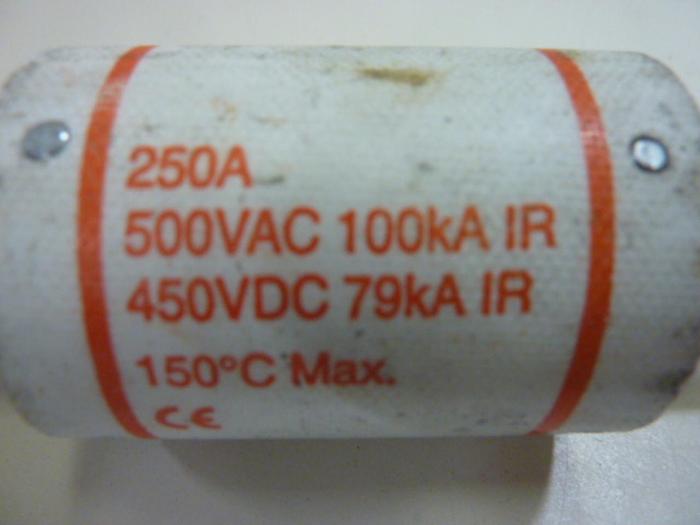 250A
500VAC 100kA IR
450VDC 79kA IR
150°C Max.
CE